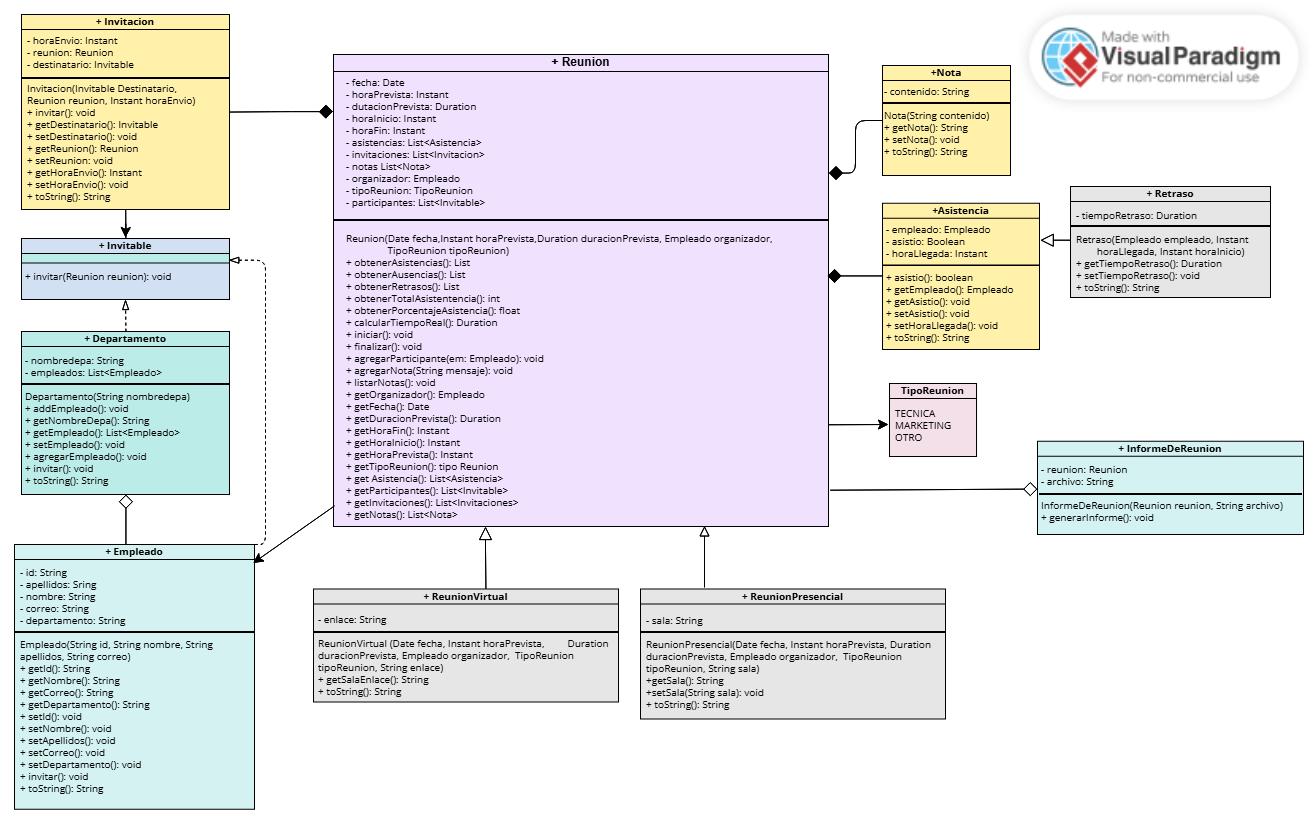 + Invitacion
- horaEnvio: Instant
- reunion: Reunion
- destinatario: Invitable
Invitacion(Invitable Destinatario,
Reunion reunion, Instant horaEnvio)
+ invitar(): void
+ getDestinatario(): Invitable
+ setDestinatario(): void
+ getReunion(): Reunion
+ setReunion: void
+ getHoraEnvio(): Instant
+ setHoraEnvio(): void
+ toString(): String
+ Invitable
+ invitar(Reunion reunion): void
+ Departamento
- nombredepa: String
- empleados: List<Empleado>
Departamento(String nombredepa)
+ addEmpleado(): void
+ getNombreDepa(): String
+ getEmpleado(): List<Empleado>
+ setEmpleado(): void
+ agregarEmpleado(): void
+ invitar(): void
+ toString(): String
+ Empleado
- id: String
- apellidos: Sring
- nombre: String
- correo: String
- departamento: String
Empleado(String id, String nombre, String
apellidos, String correo)
+ getId(): String
+ getNombre(): String
+ getCorreo(): String
+ getDepartamento(): String
+ setId(): void
+ setNombre(): void
+ setApellidos(): void
+ setCorreo(): void
+ setDepartamento(): void
+ invitar(): void
+ toString(): String
+ Reunion
- fecha: Date
- horaPrevista: Instant
- dutacionPrevista: Duration
- horaInicio: Instant
- horaFin: Instant
- asistencias: List<Asistencia>
- invitaciones: List<Invitacion>
- notas List<Nota>
- organizador: Empleado
- tipoReunion: TipoReunion
- participantes: List<Invitable>
Reunion(Date fecha,Instant horaPrevista,Duration duracionPrevista, Empleado organizador,
TipoReunion tipoReunion)
+ obtenerAsistencias(): List
+ obtenerAusencias(): List
+ obtenerRetrasos(): List
+ obtenerTotalAsistentencia(): int
+ obtenerPorcentajeAsistencia(): float
+ calcularTiempoReal(): Duration
+ iniciar(): void
+ finalizar(): void
+ agregarParticipante(em: Empleado): void
+ agregarNota(String mensaje): void
+ listarNotas(): void
+ getOrganizador(): Empleado
+ getFecha(): Date
+ getDuracionPrevista(): Duration
+ getHoraFin(): Instant
+ getHoraInicio(): Instant
+ getHoraPrevista(): Instant
+ getTipoReunion(): tipo Reunion
+ get Asistencia(): List<Asistencia>
+ getParticipantes(): List<Invitable>
+ getInvitaciones(): List<Invitaciones>
+ getNotas(): List<Nota>
+ ReunionVirtual
- enlace: String
ReunionVirtual (Date fecha, Instant horaPrevista, Duration
duracionPrevista, Empleado organizador, TipoReunion
tipoReunion, String enlace)
+ getSalaEnlace(): String
+ toString(): String
+ ReunionPresencial
- sala: String
ReunionPresencial(Date fecha, Instant horaPrevista, Duration
duracionPrevista, Empleado organizador, TipoReunion
tipoReunion, String sala)
+getSala(): String
+setSala(String sala): void
+ toString(): String
+Nota
- contenido: String
Nota(String contenido)
+ getNota(): String
+ setNota(): void
+ toString(): String
+Asistencia
- empleado: Empleado
- asistio: Boolean
- horaLlegada: Instant
+ asistio(): boolean
+ getEmpleado(): Empleado
+ getAsistio(): void
+ setAsistio(): void
+ setHoraLlegada(): void
+ toString(): String
+ Retraso
- tiempoRetraso: Duration
Retraso(Empleado empleado, Instant
horaLlegada, Instant horaInicio)
+ getTiempoRetraso(): Duration
+ setTiempoRetraso(): void
+ toString(): String
TipoReunion
TECNICA
MARKETING
OTRO
+ InformeDeReunion
- reunion: Reunion
- archivo: String
InformeDeReunion(Reunion reunion, String archivo)
+ generarInforme(): void
Made with
Visual Paradigm
For non-commercial use